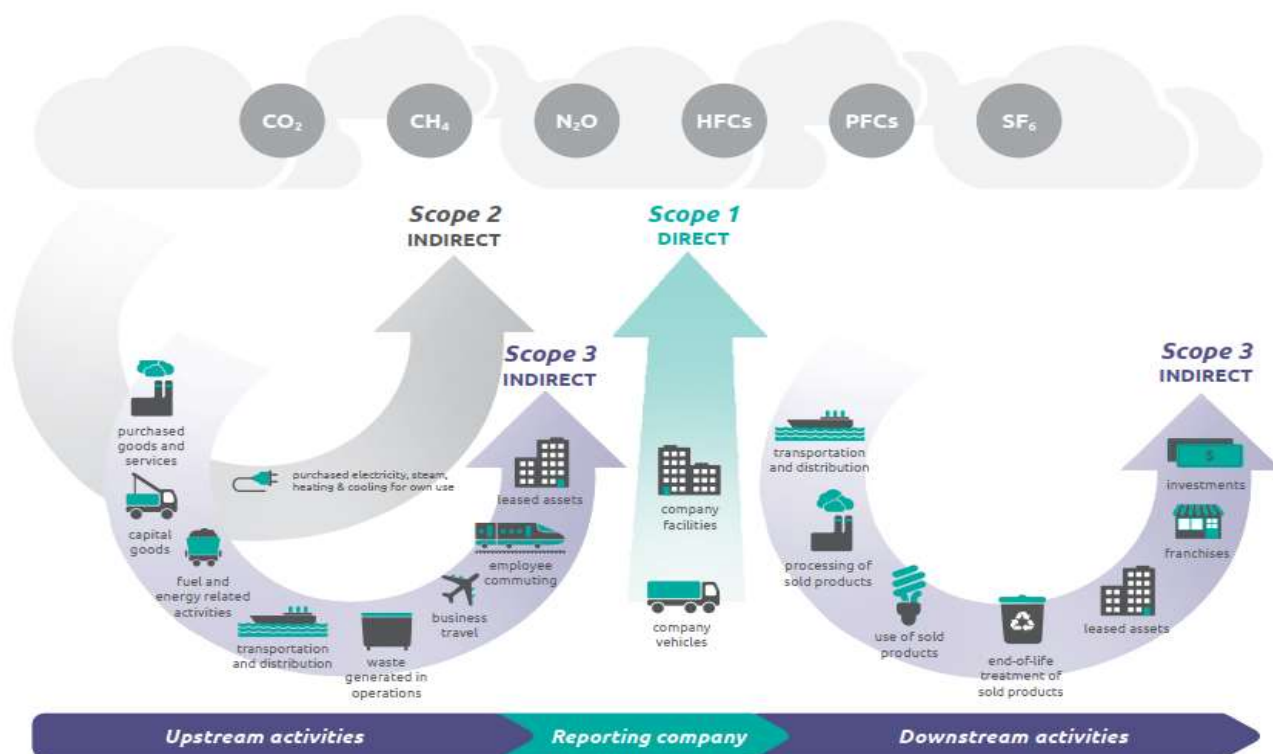 CO₂
CH₄
N₂O
HFCs
PFCs
SF₆
Scope 2
INDIRECT
Scope 1
DIRECT
Scope 3
INDIRECT
Scope 3
INDIRECT
purchased
goods and
services
capital
goods
fuel and
energy related
activities
purchased electricity, steam,
heating & cooling for own use
transportation
and distribution
waste
generated in
operations
business
travel
employee
commuting
leased assets
company
facilities
company
vehicles
transportation
and distribution
processing of
sold products
use of sold
products
end-of-life
treatment of
sold products
leased assets
franchises
$
investments
Upstream activities
Reporting company
Downstream activities